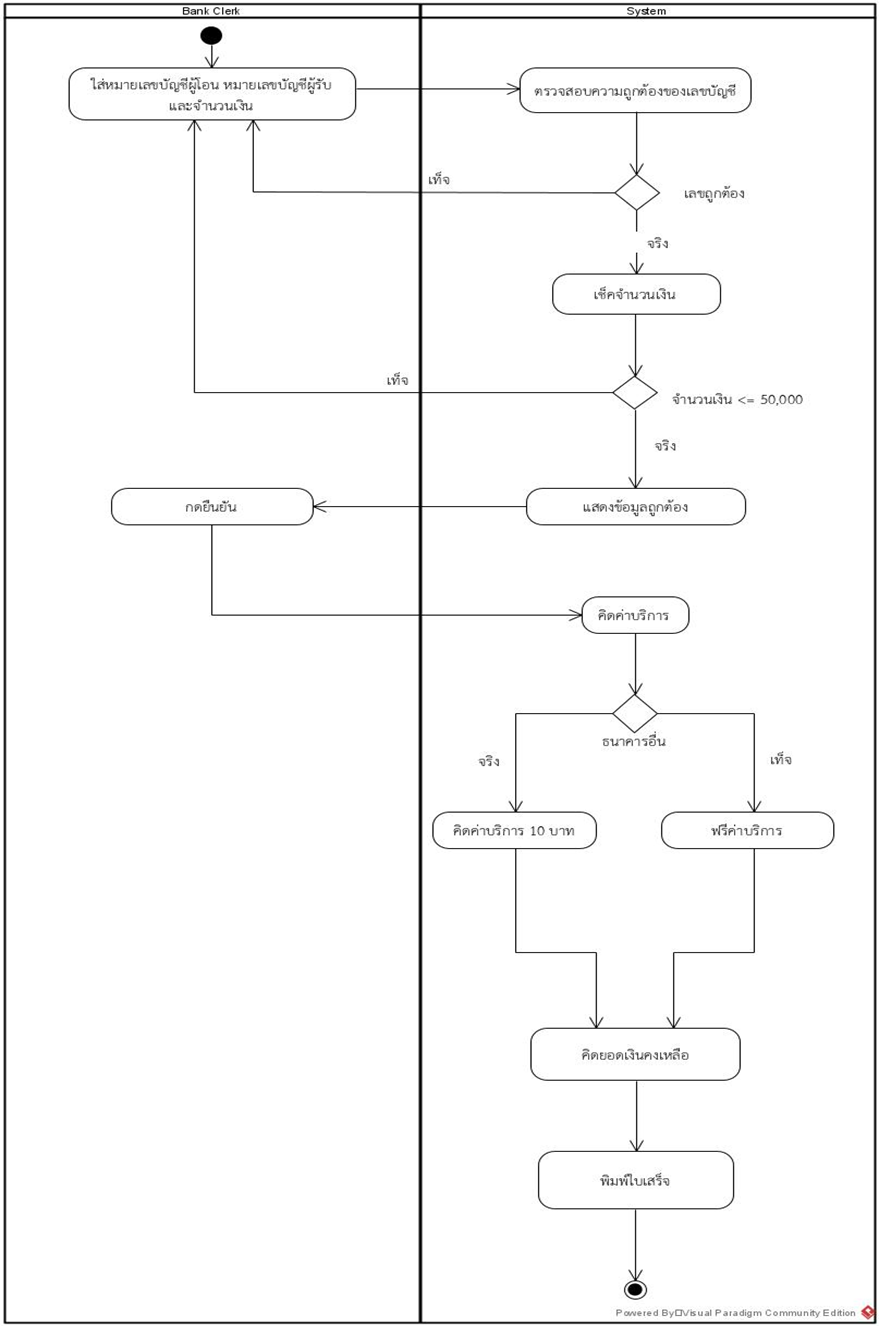 Bank Clerk
System
ใส่หมายเลขบัญชีผู้โอน หมายเลขบัญชีผู้รับ
และจำนวนเงิน
ตรวจสอบความถูกต้องของเลขบัญชี
เท็จ
เลขถูกต้อง
จริง
เช็คจำนวนเงิน
เท็จ
จำนวนเงิน <= 50,000
จริง
กดยืนยัน
แสดงข้อมูลถูกต้อง
คิดค่าบริการ
ธนาคารอื่น
จริง
เท็จ
คิดค่าบริการ 10 บาท
ฟรีค่าบริการ
คิดยอดเงินคงเหลือ
พิมพ์ใบเสร็จ
Powered By□Visual Paradigm Community Edition